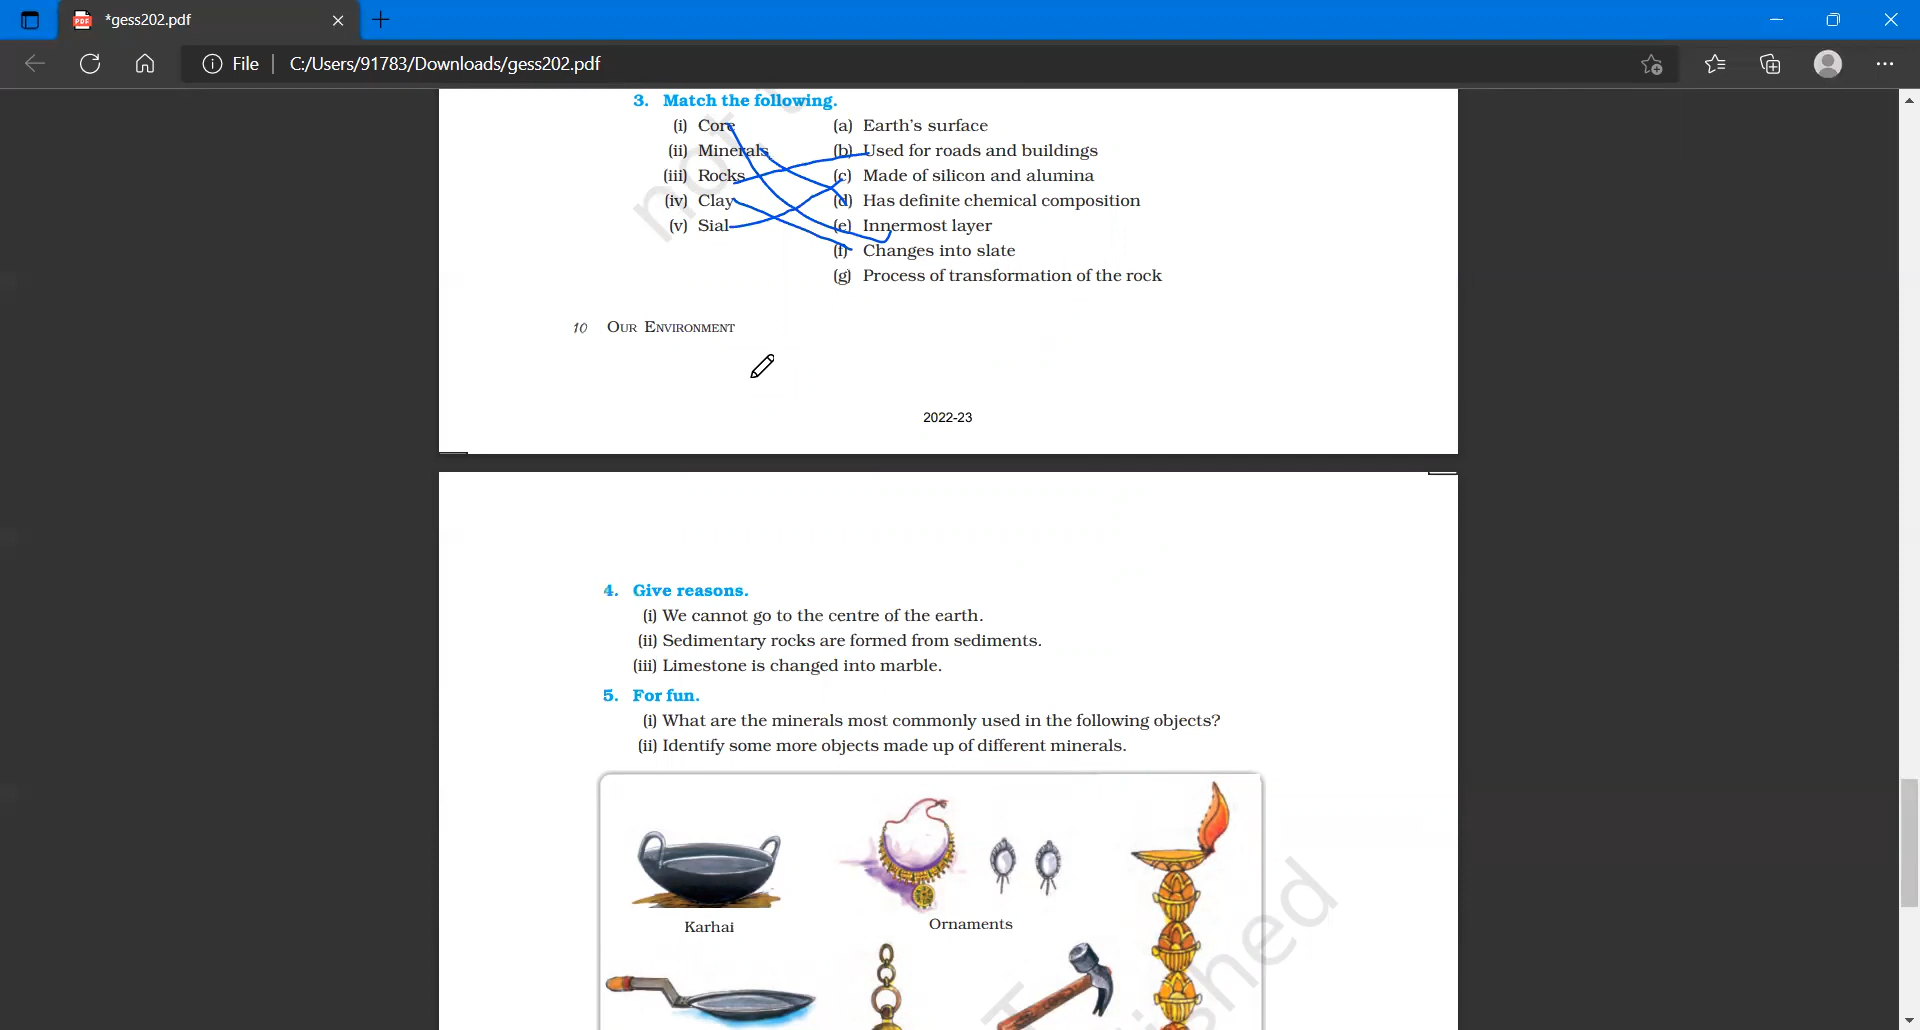 *gess202.pdf
File C:/Users/91783/Downloads/gess202.pdf
3. Match the following.
(i) Core (a) Earth's surface
(ii) Minerals (b) Used for roads and buildings
(iii) Rocks (c) Made of silicon and alumina
(iv) Clay (d) Has definite chemical composition
(v) Sial (e) Innermost layer
(f) Changes into slate
(g) Process of transformation of the rock
10 OUR ENVIRONMENT
2022-23
4. Give reasons.
(i) We cannot go to the centre of the earth.
(ii) Sedimentary rocks are formed from sediments.
(iii) Limestone is changed into marble.
5. For fun.
(i) What are the minerals most commonly used in the following objects?
(ii) Identify some more objects made up of different minerals.
Karhai
Ornaments